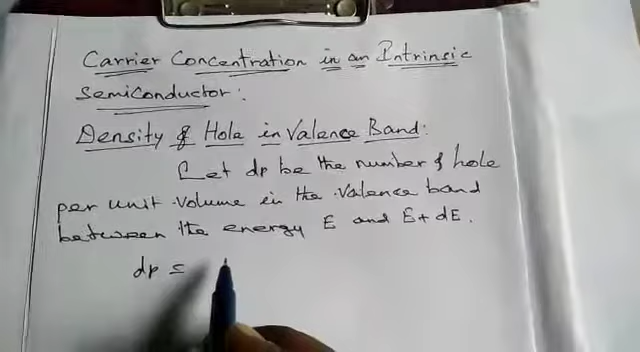 Carrier Concentration in an Intrinsic
Semiconductor:
Density of Hole in Valence Band:
Let dp be the number of hole
per unit volume in the valence band
between the energy E and E+ dE.
dp =